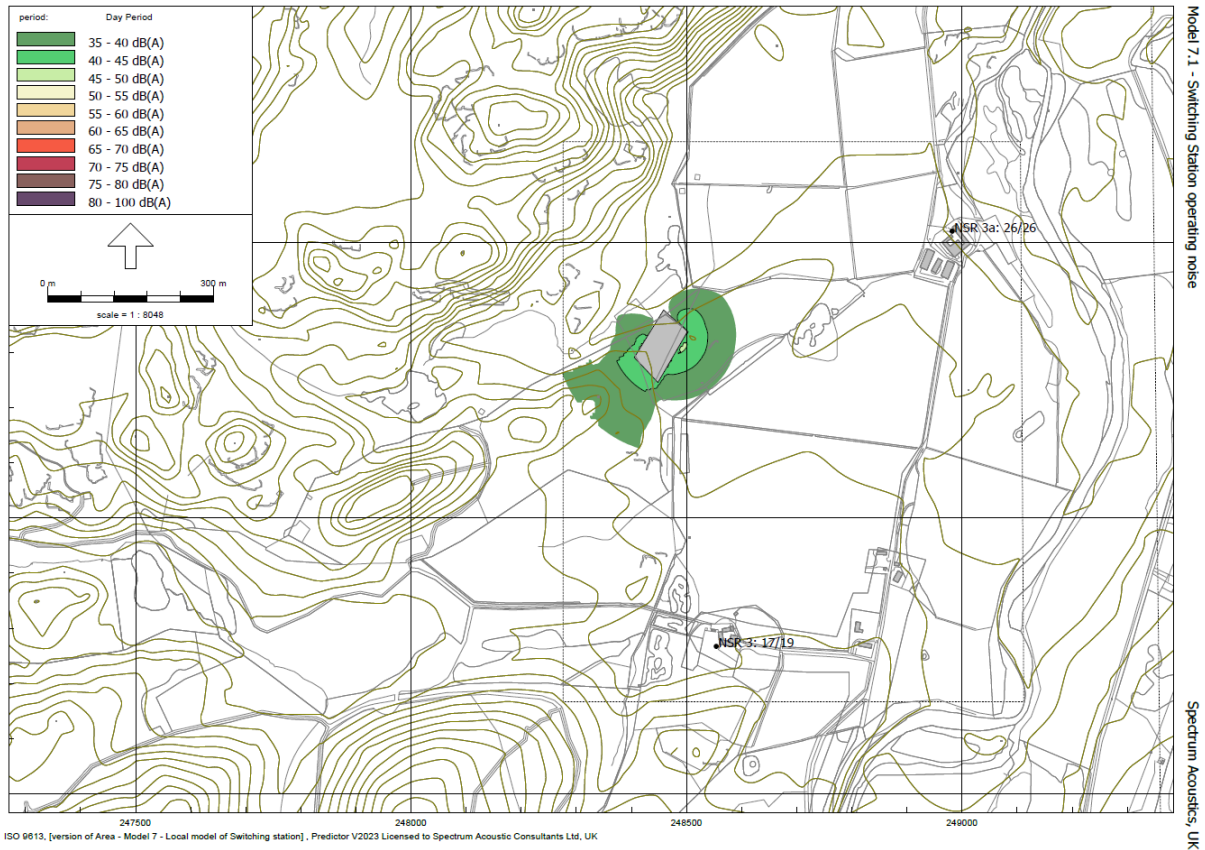 period: Day Period
35 - 40 dB(A)
40 - 45 dB(A)
45 - 50 dB(A)
50 - 55 dB(A)
55 - 60 dB(A)
60 - 65 dB(A)
65 - 70 dB(A)
70 - 75 dB(A)
75 - 80 dB(A)
80 - 100 dB(A)
0 m 300 m
scale = 1 : 8048
NSR 3a: 26/26
NSR 3: 17/19
247500 248000 248500 249000
ISO 9613, [version of Area - Model 7 - Local model of Switching station] , Predictor V2023 Licensed to Spectrum Acoustic Consultants Ltd, UK
Model 7.1 - Switching Station operating noise
Spectrum Acoustics, UK